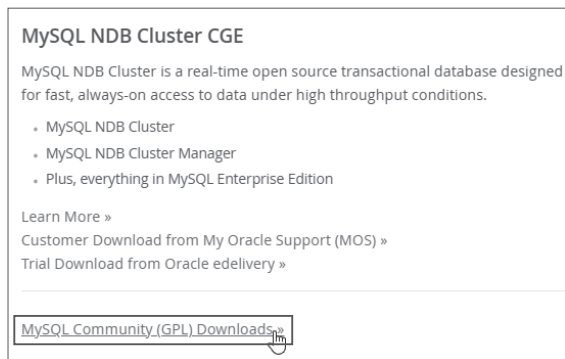 MySQL NDB Cluster CGE
MySQL NDB Cluster is a real-time open source transactional database designed
for fast, always-on access to data under high throughput conditions.
• MySQL NDB Cluster
• MySQL NDB Cluster Manager
• Plus, everything in MySQL Enterprise Edition
Learn More »
Customer Download from My Oracle Support (MOS) »
Trial Download from Oracle edelivery »
MySQL Community (GPL) Downloads »